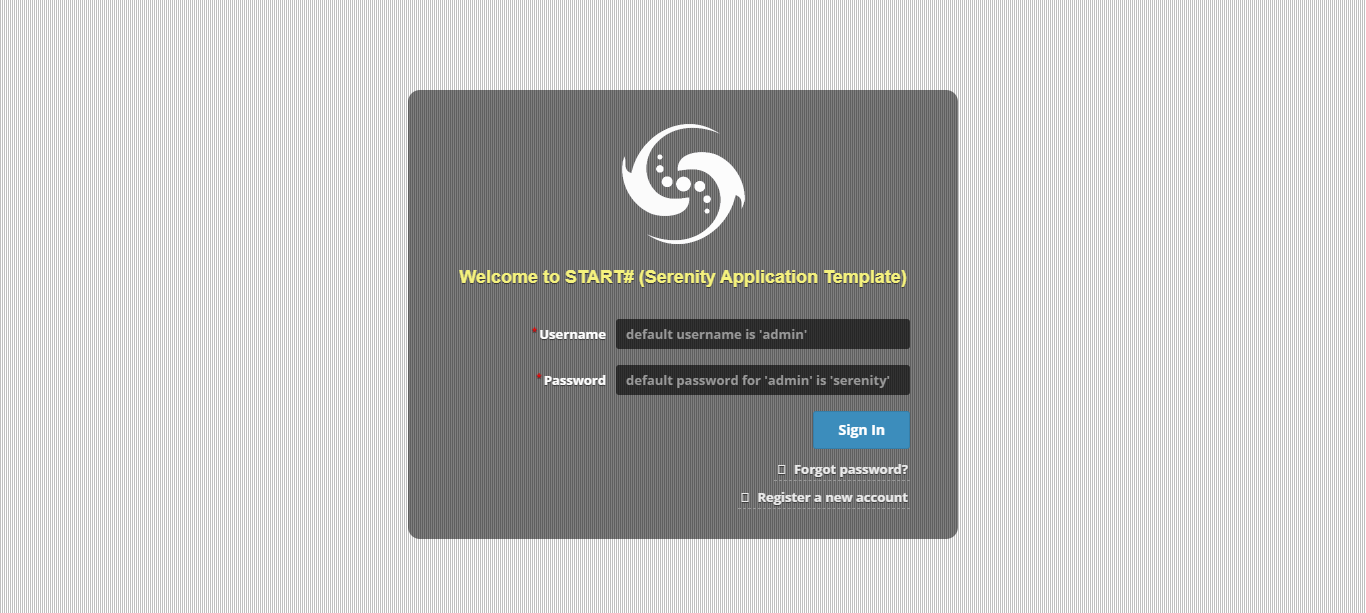 Welcome to START# (Serenity Application Template)
*Username
default username is 'admin'
*Password
default password for 'admin' is 'serenity'
Sign In
Forgot password?
Register a new account